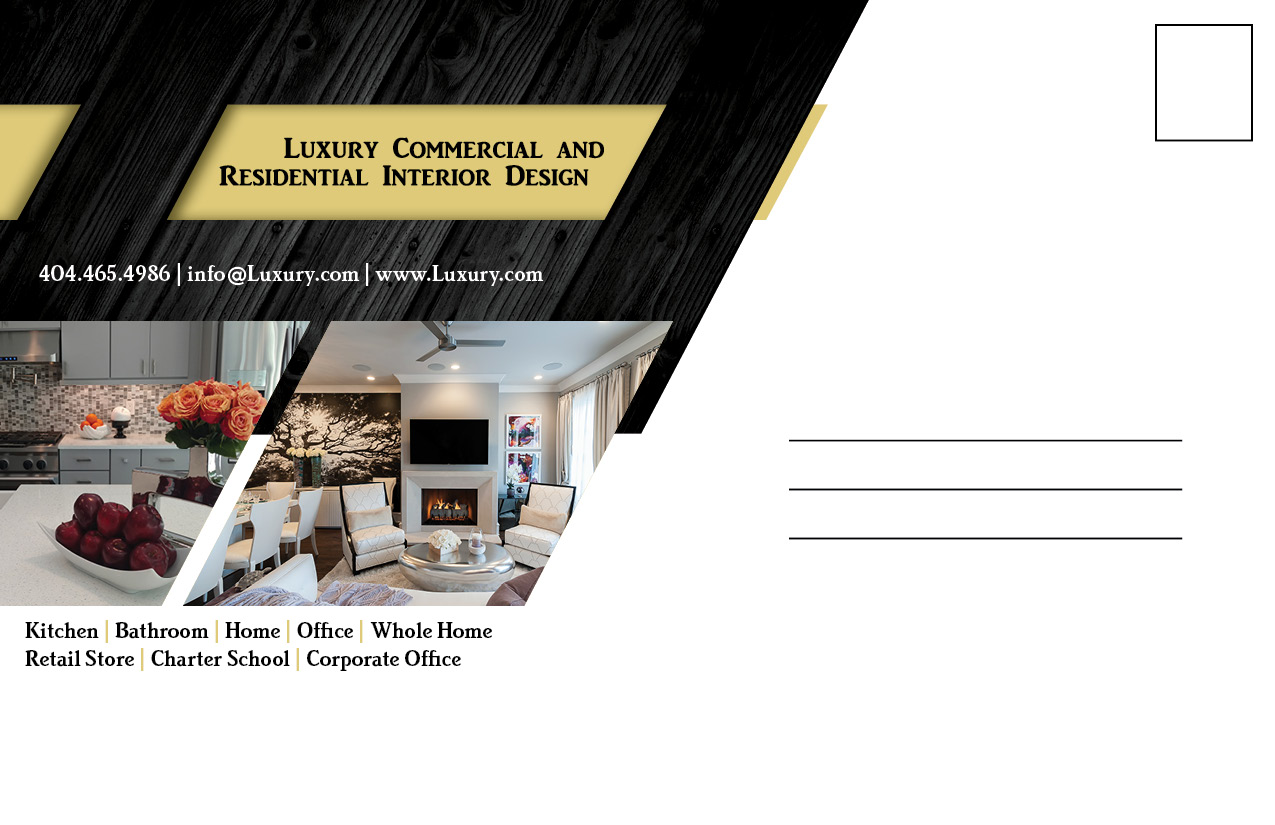 Luxury Commercial and
Residential Interior Design
404.465.4986 | info@Luxury.com | www.Luxury.com
Kitchen | Bathroom | Home | Office | Whole Home
Retail Store | Charter School | Corporate Office